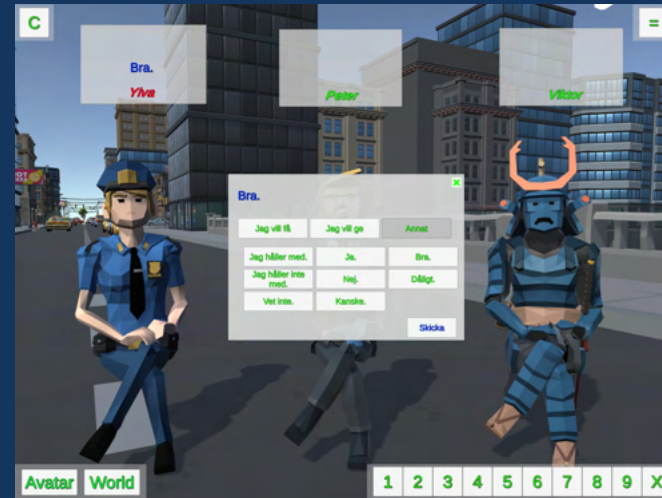 C
=
Bra.
Ylva
Peter
Viktor
Bra.
Jag vill få
Jag vill ge
Annat
Jag håller med.
Ja.
Bra.
Jag håller inte
med.
Nej.
Dåligt.
Vet inte.
Kanske.
Skicka
Avatar
World
1 2 3 4 5 6 7 8 9 X